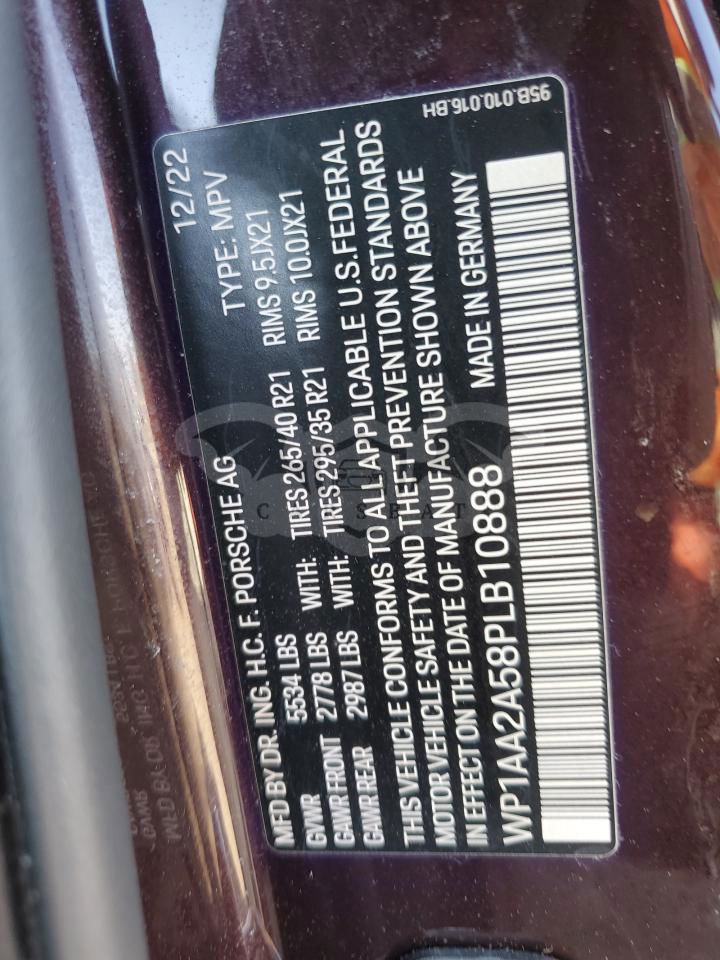 MFD BY DR. ING. H.C. F. PORSCHE AG 12/22
GVWR 5534 LBS TYPE: MPV
GAWR FRONT 2778 LBS WITH: TIRES 265/40 R21 RIMS 9.5JX21
GAWR REAR 2987 LBS WITH: TIRES 295/35 R21 RIMS 10.0JX21
THIS VEHICLE CONFORMS TO ALL APPLICABLE U.S. FEDERAL
MOTOR VEHICLE SAFETY AND THEFT PREVENTION STANDARDS
IN EFFECT ON THE DATE OF MANUFACTURE SHOWN ABOVE
WP1AA2A58PLB10888 MADE IN GERMANY
95B.010.016.BH